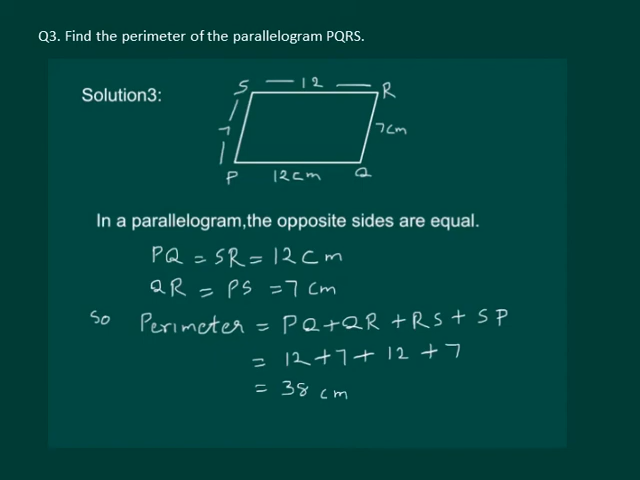 Q3. Find the perimeter of the parallelogram PQRS.
Solution3:
S — 12 — R
7
7cm
P 12cm Q
In a parallelogram,the opposite sides are equal.
PQ = SR = 12 cm
QR = PS = 7 cm
So Perimeter = PQ+QR+RS+SP
= 12+7+12+7
= 38 cm